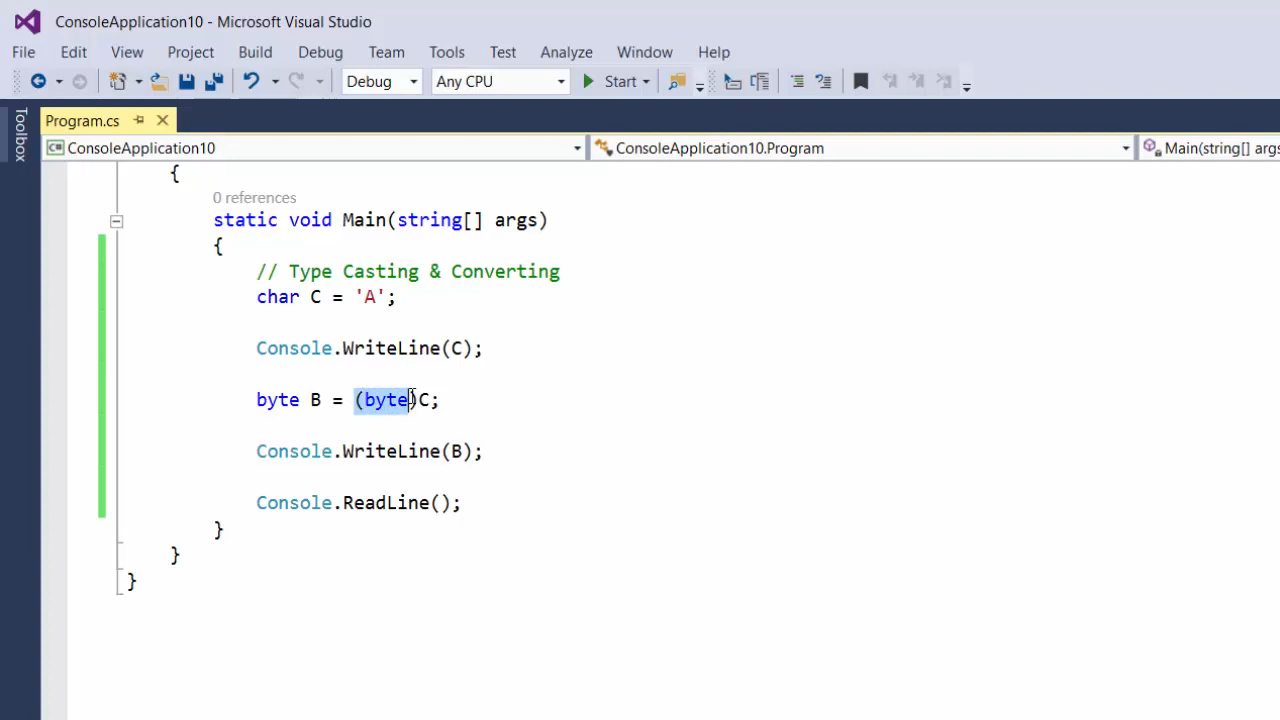 ConsoleApplication10 - Microsoft Visual Studio
File Edit View Project Build Debug Team Tools Test Analyze Window Help
Debug Any CPU Start
Toolbox
Program.cs
ConsoleApplication10 ConsoleApplication10.Program Main(string[] args
{
0 references
static void Main(string[] args)
{
// Type Casting & Converting
char C = 'A';
Console.WriteLine(C);
byte B = (byte)C;
Console.WriteLine(B);
Console.ReadLine();
}
}
}